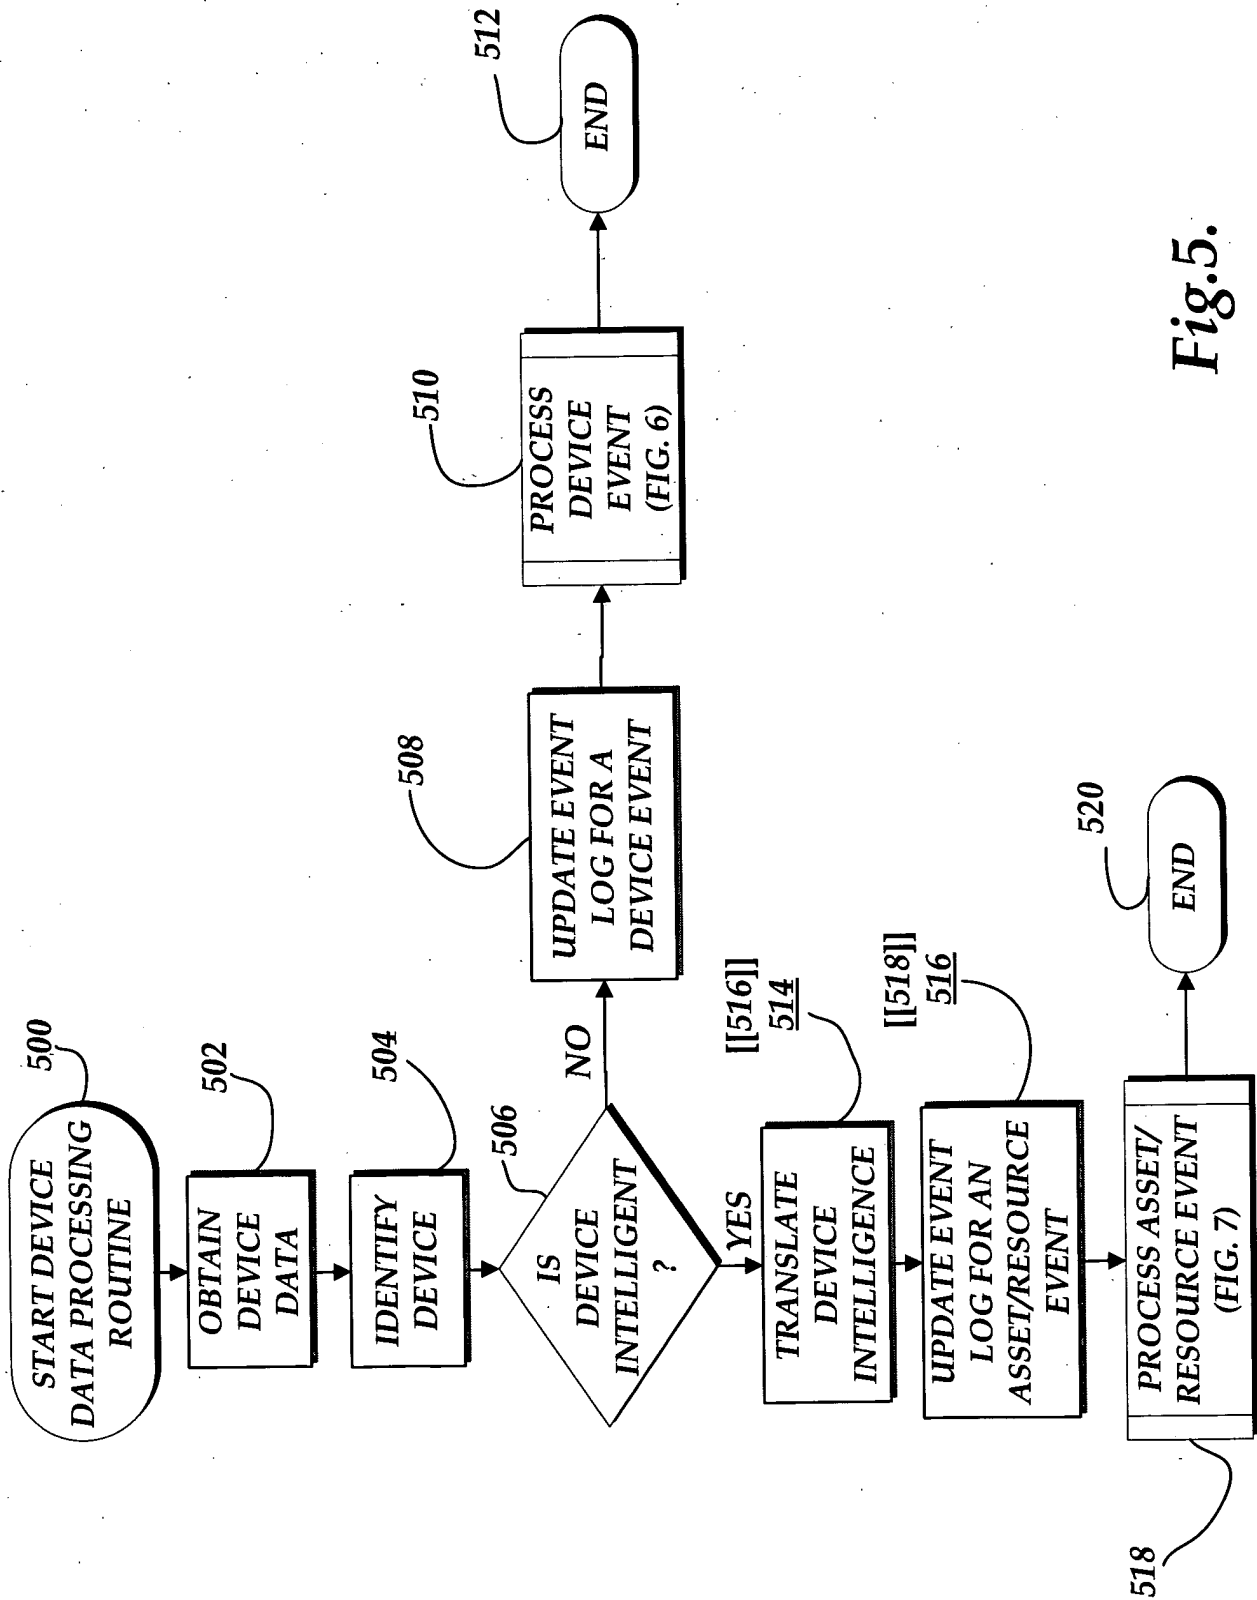 500
START DEVICE
DATA PROCESSING
ROUTINE
502
OBTAIN
DEVICE
DATA
504
IDENTIFY
DEVICE
506
IS
DEVICE
INTELLIGENT
?
NO
508
UPDATE EVENT
LOG FOR A
DEVICE EVENT
510
PROCESS
DEVICE
EVENT
(FIG. 6)
512
END
YES
[[516]]
514
TRANSLATE
DEVICE
INTELLIGENCE
[[518]]
516
UPDATE EVENT
LOG FOR AN
ASSET/RESOURCE
EVENT
518
PROCESS ASSET/
RESOURCE EVENT
(FIG. 7)
520
END
Fig.5.